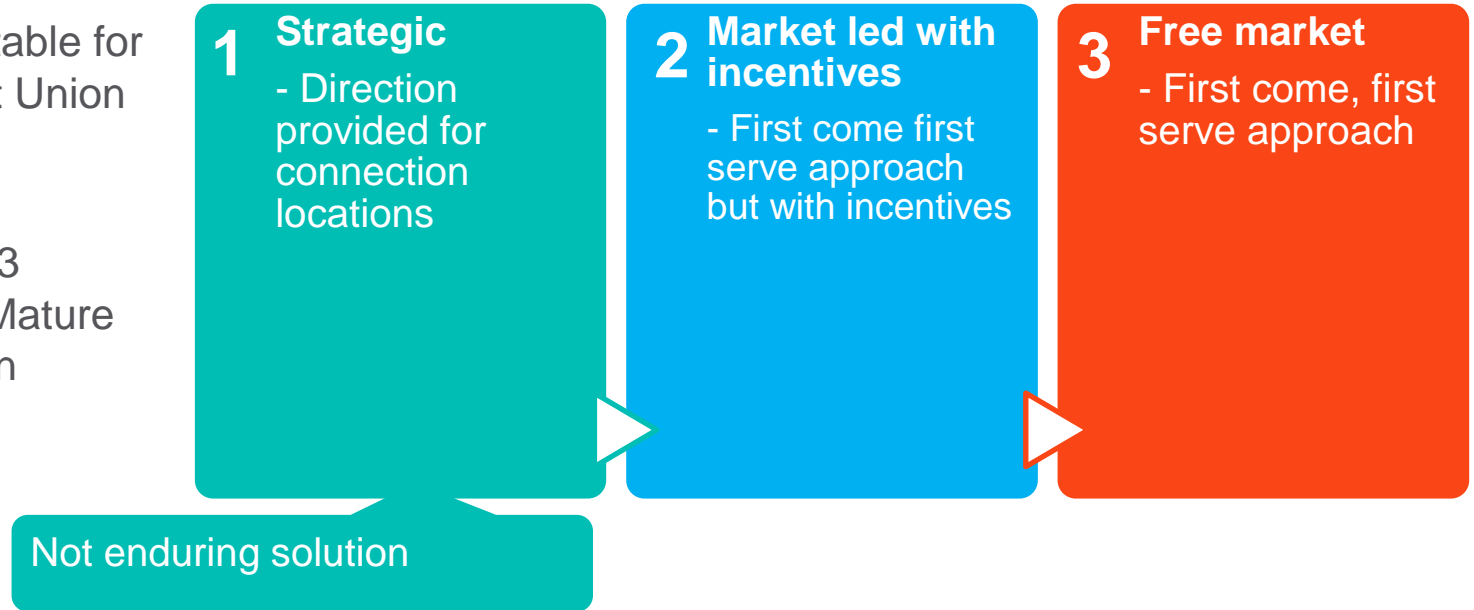 table for
Union
3
Mature
1
Strategic
- Direction
provided for
connection
locations
2
Market led with
incentives
- First come first
serve approach
but with incentives
3
Free market
- First come, first
serve approach
Not enduring solution